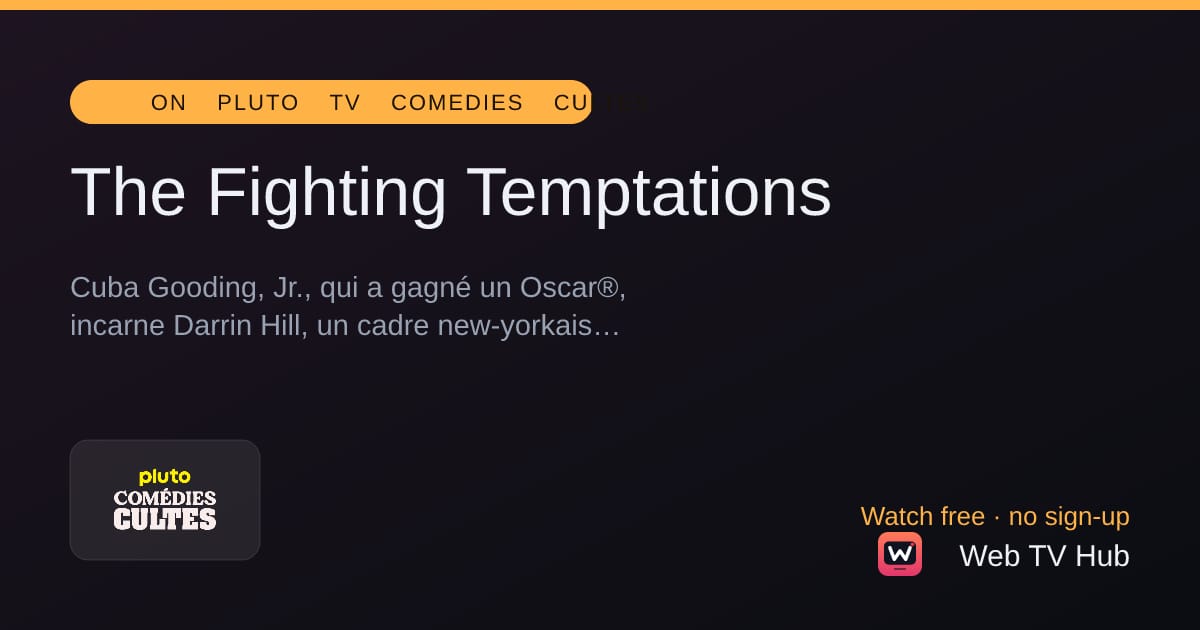 ON PLUTO TV COMEDIES CU
The Fighting Temptations
Cuba Gooding, Jr., qui a gagné un Oscar®,
incarne Darrin Hill, un cadre new-yorkais…
pluto
COMÉDIES
CULTES
Watch free · no sign-up
W
Web TV Hub